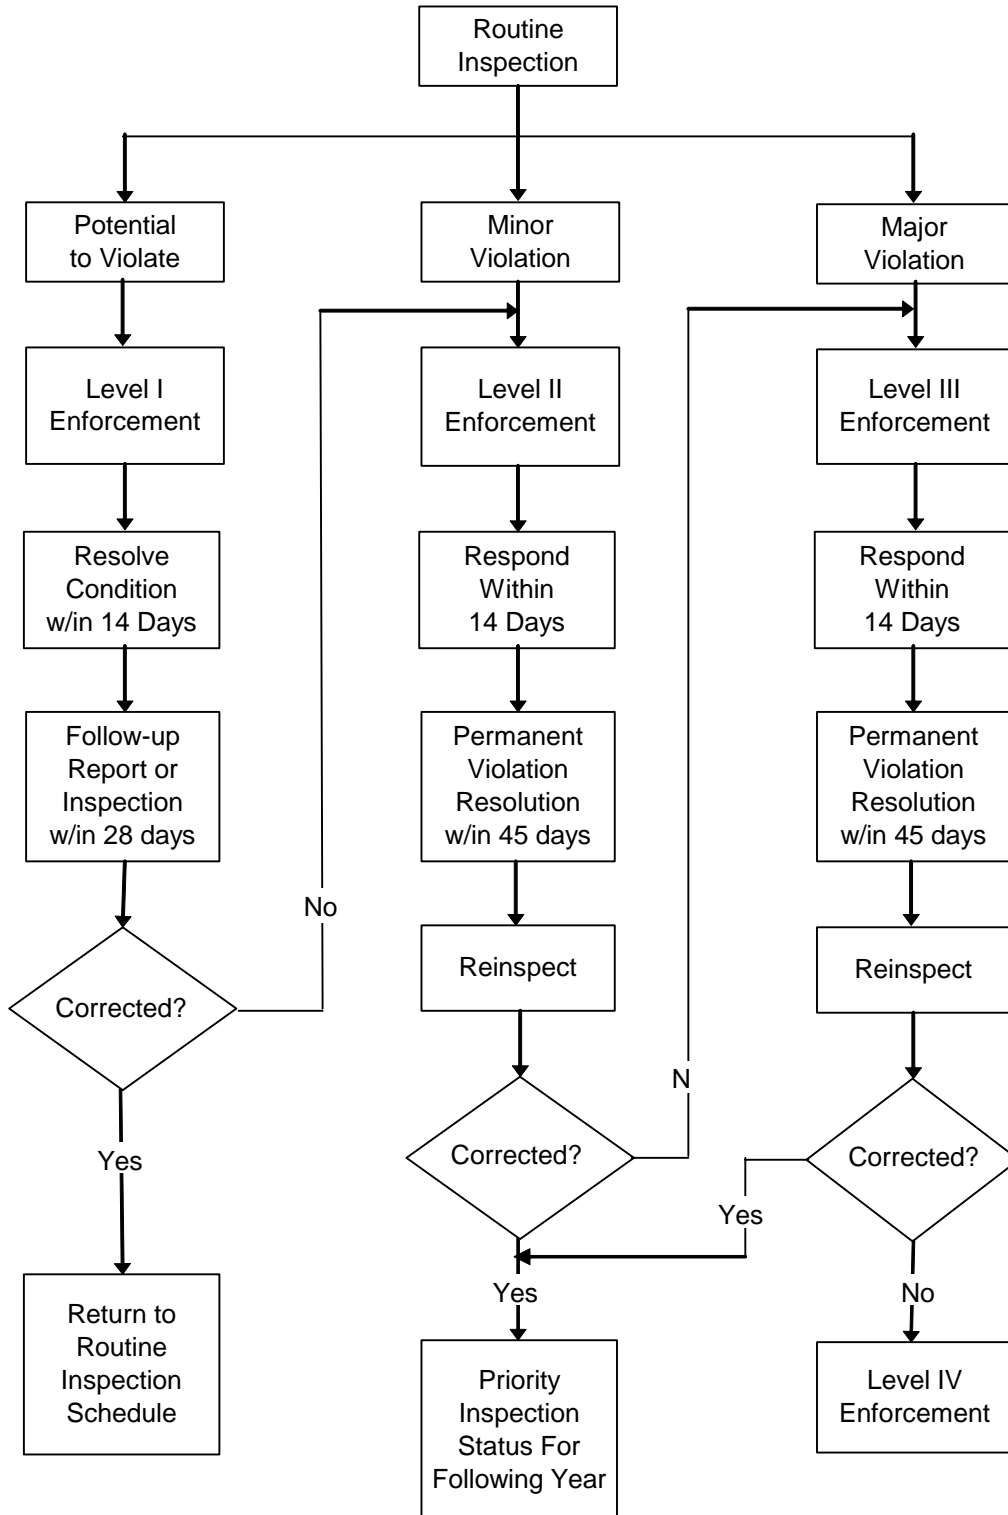 Routine
Inspection
Potential
to Violate
Minor
Violation
Major
Violation
Level I
Enforcement
Level II
Enforcement
Level III
Enforcement
Resolve
Condition
w/in 14 Days
Respond
Within
14 Days
Respond
Within
14 Days
Follow-up
Report or
Inspection
w/in 28 days
Permanent
Violation
Resolution
w/in 45 days
Permanent
Violation
Resolution
w/in 45 days
No
Reinspect
Reinspect
Corrected?
N
Corrected?
Corrected?
Yes
Yes
Yes
No
Return to
Routine
Inspection
Schedule
Priority
Inspection
Status For
Following Year
Level IV
Enforcement